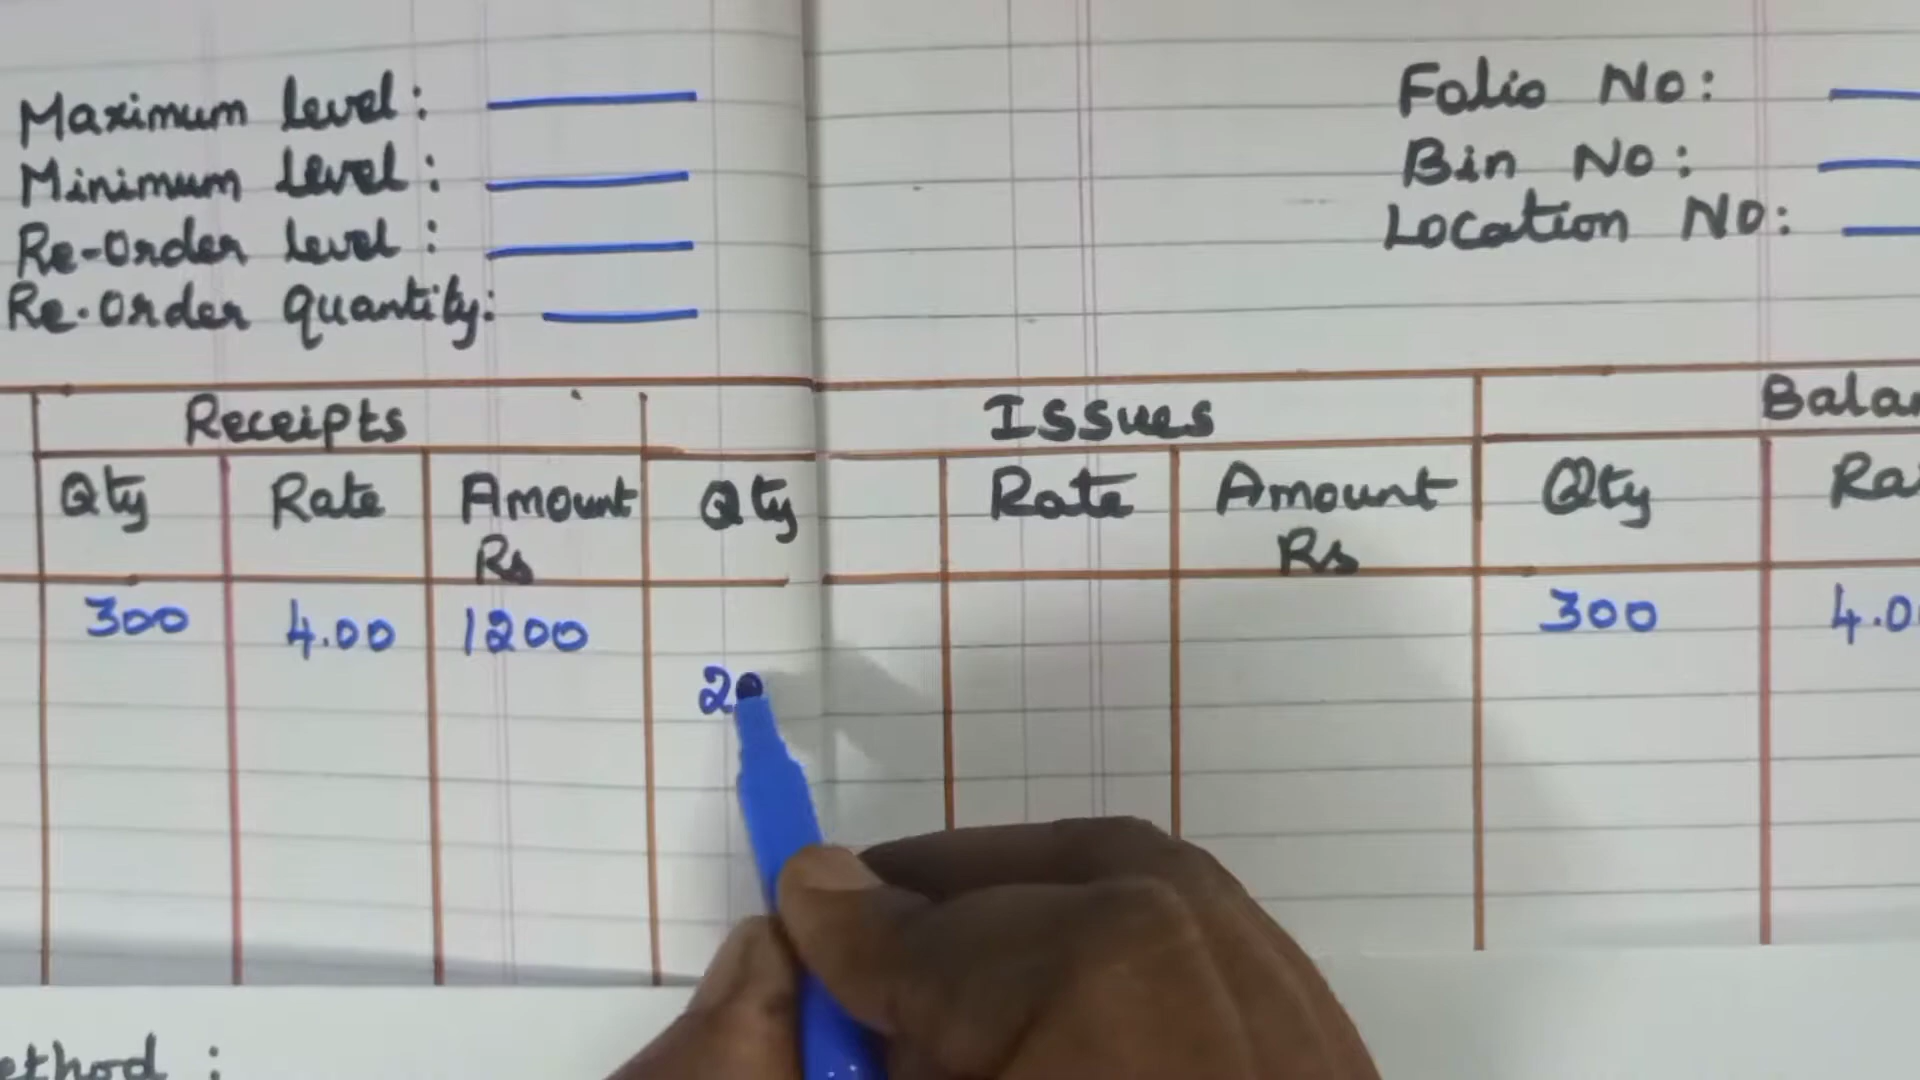 Maximum level:
Minimum level:
Re-Order level:
Re-Order quantity:
Folio No:
Bin No:
Location No:
Receipts Issues
Qty Rate Amount Rs Qty Rate Amount Rs Qty
300 4.00 1200 300
2